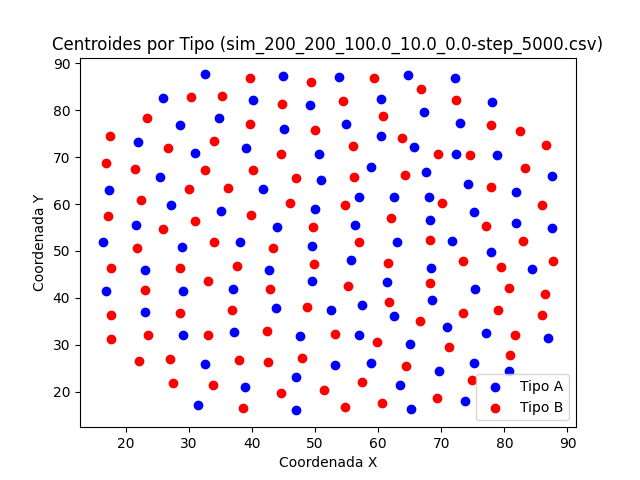 Centroides por Tipo (sim_200_200_100.0_10.0_0.0-step_5000.csv)
90
80
70
60
50
40
30
20
Coordenada Y
20 30 40 50 60 70 80 90
Coordenada X
Tipo A
Tipo B